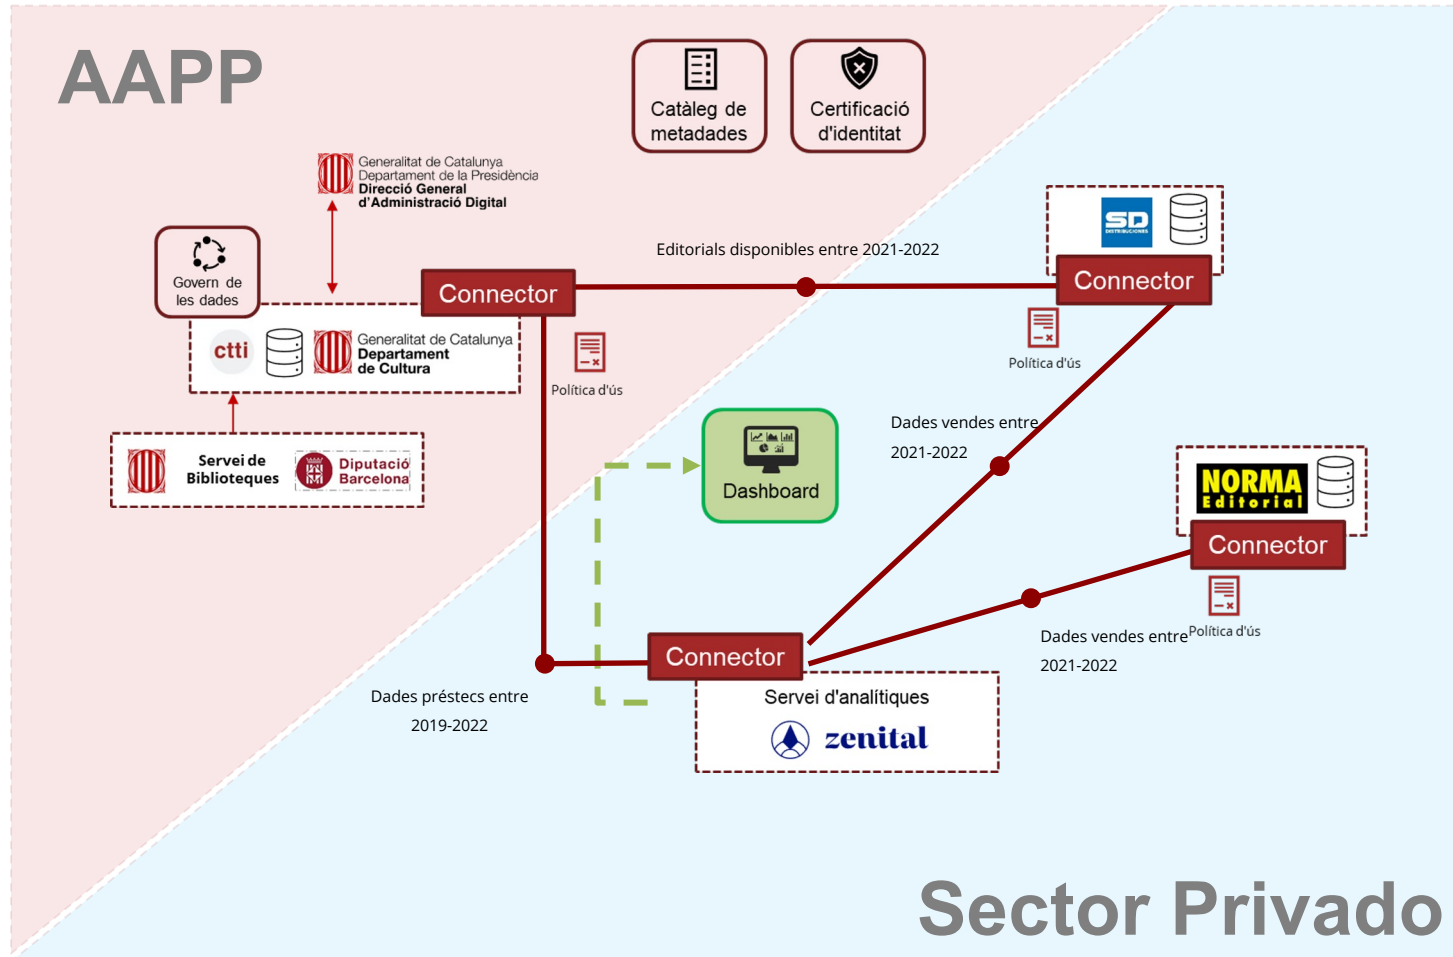 AAPP
Catàleg de
metadades
Certificació
d'identitat
Generalitat de Catalunya
Departament de la Presidència
Direcció General
d'Administració Digital
Govern de
les dades
Connector
ctti
Generalitat de Catalunya
Departament
de Cultura
Política d'ús
Servei de
Biblioteques
Diputació
Barcelona
Editorials disponibles entre 2021-2022
SD
DISTRIBUCIONES
Connector
Política d'ús
Dades vendes entre
2021-2022
Dashboard
NORMA
Editorial
Connector
Política d'ús
Dades vendes entre
2021-2022
Connector
Dades préstecs entre
2019-2022
Servei d'analítiques
zenital
Sector Privado